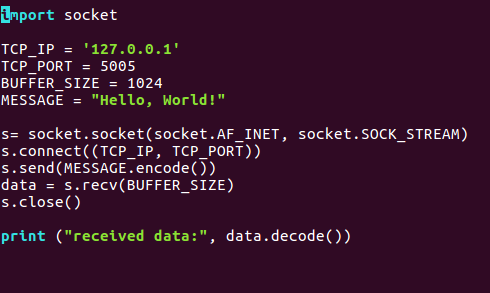 import socket

TCP_IP = '127.0.0.1'
TCP_PORT = 5005
BUFFER_SIZE = 1024
MESSAGE = "Hello, World!"

s= socket.socket(socket.AF_INET, socket.SOCK_STREAM)
s.connect((TCP_IP, TCP_PORT))
s.send(MESSAGE.encode())
data = s.recv(BUFFER_SIZE)
s.close()

print ("received data:", data.decode())